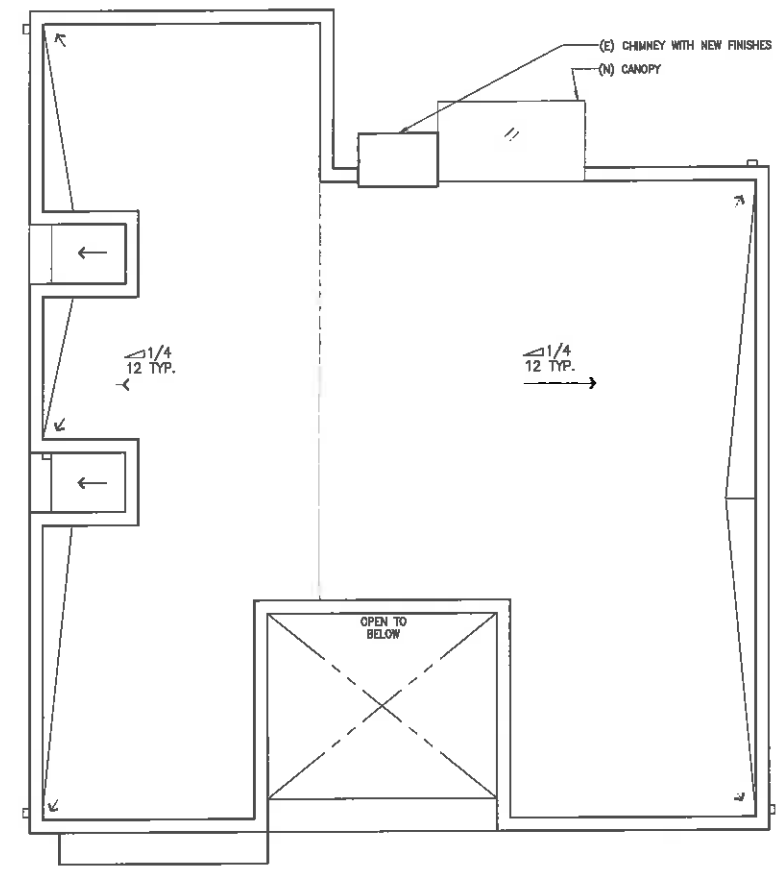 (E) CHIMNEY WITH NEW FINISHES
(N) CANOPY
1/4
12 TYP.
1/4
12 TYP.
OPEN TO
BELOW